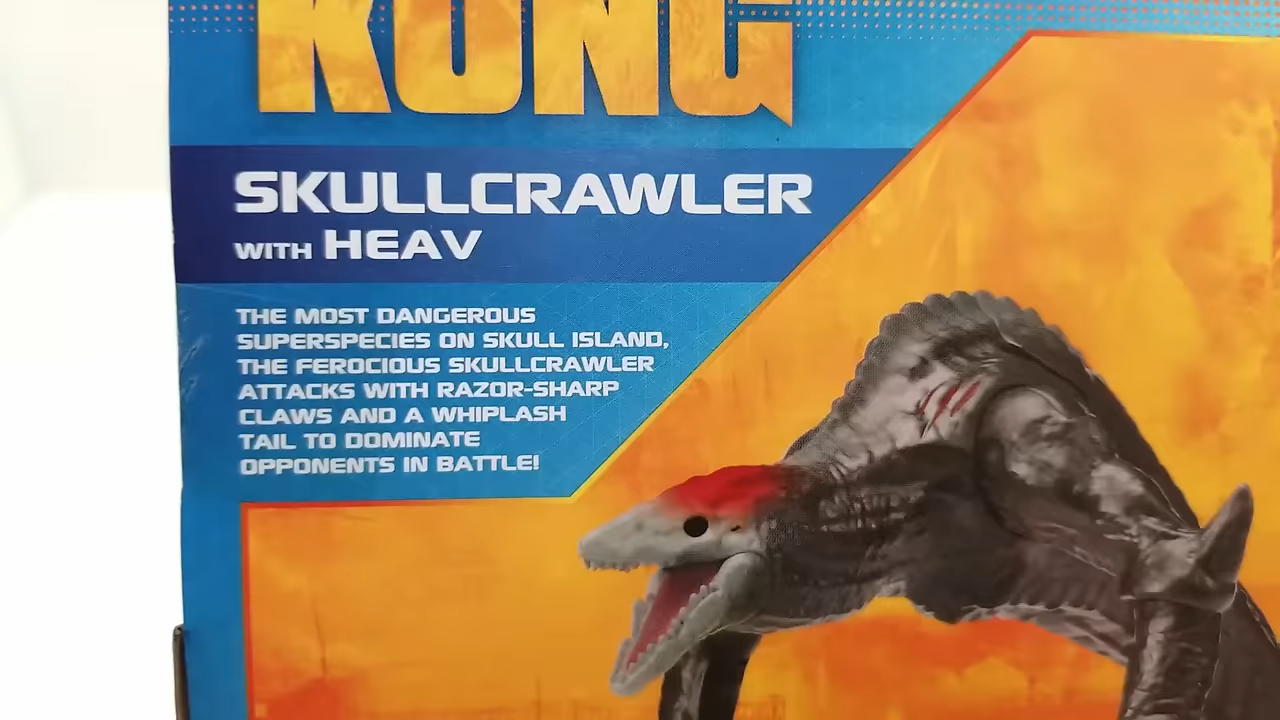 KONG
SKULLCRAWLER
WITH HEAV
THE MOST DANGEROUS
SUPERSPECIES ON SKULL ISLAND,
THE FEROCIOUS SKULLCRAWLER
ATTACKS WITH RAZOR-SHARP
CLAWS AND A WHIPLASH
TAIL TO DOMINATE
OPPONENTS IN BATTLE!